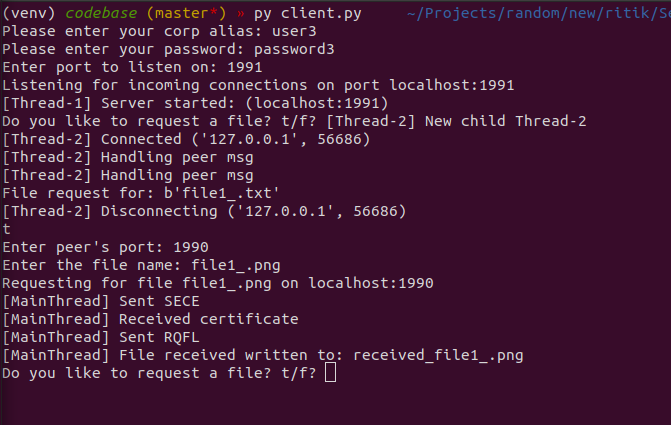 (venv) codebase (master*) » py client.py ~/Projects/random/new/ritik/Se
Please enter your corp alias: user3
Please enter your password: password3
Enter port to listen on: 1991
Listening for incoming connections on port localhost:1991
[Thread-1] Server started: (localhost:1991)
Do you like to request a file? t/f? [Thread-2] New child Thread-2
[Thread-2] Connected ('127.0.0.1', 56686)
[Thread-2] Handling peer msg
[Thread-2] Handling peer msg
File request for: b'file1_.txt'
[Thread-2] Disconnecting ('127.0.0.1', 56686)
t
Enter peer's port: 1990
Enter the file name: file1_.png
Requesting for file file1_.png on localhost:1990
[MainThread] Sent SECE
[MainThread] Received certificate
[MainThread] Sent RQFL
[MainThread] File received written to: received_file1_.png
Do you like to request a file? t/f?